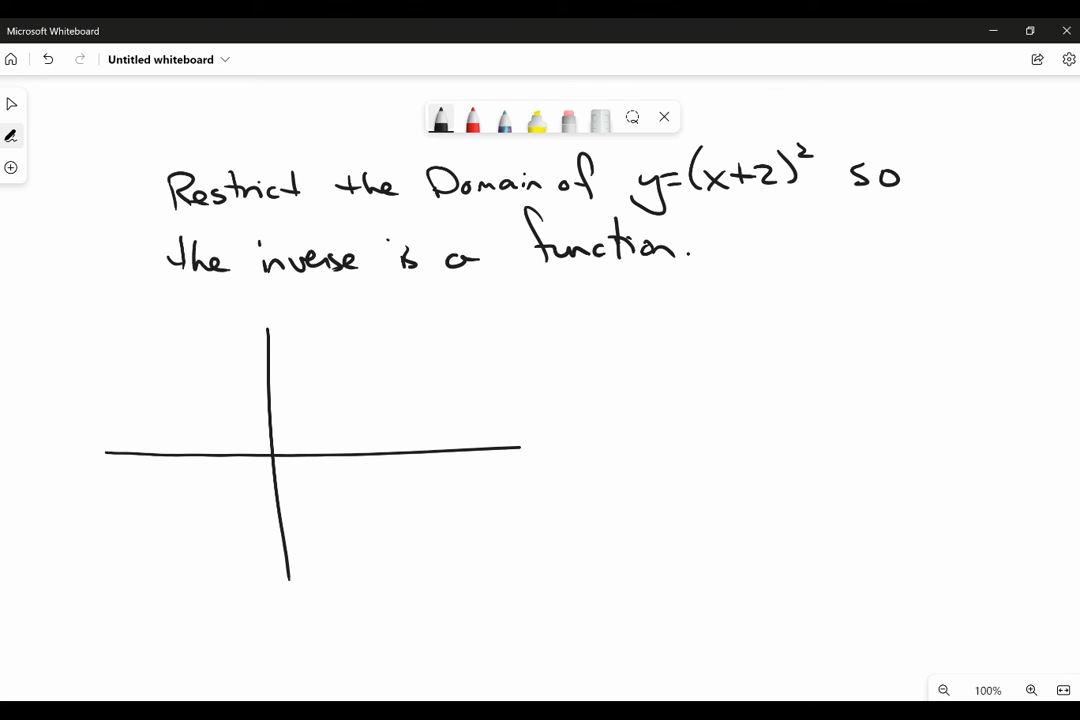 Microsoft Whiteboard
Untitled whiteboard
Restrict the Domain of y=(x+2)² so
the inverse is a function.
100%